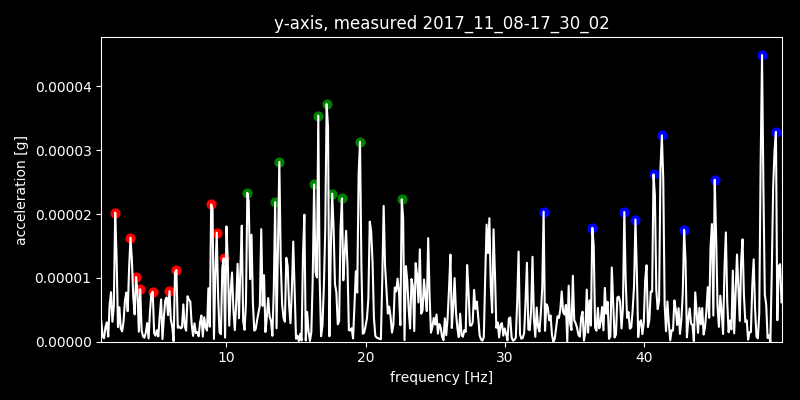 y-axis, measured 2017_11_08-17_30_02
acceleration [g]
0.00004
0.00003
0.00002
0.00001
0.00000
10 20 30 40
frequency [Hz]